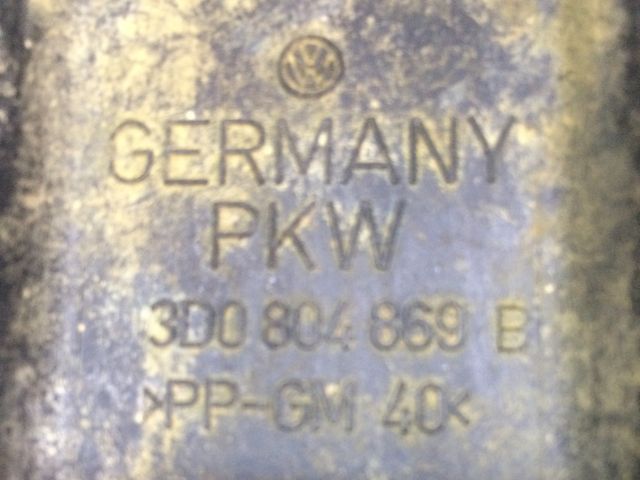 GERMANY
PKW
3D0 804 869 B
>PP-GM 40<